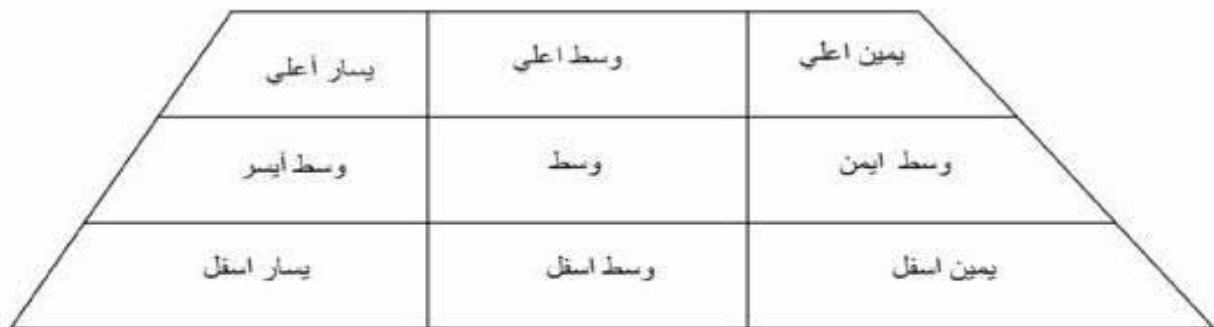 يمين اعلي
وسط اعلي
يسار أعلي
وسط ايمن
وسط
وسط أيسر
يمين اسفل
وسط اسفل
يسار اسفل